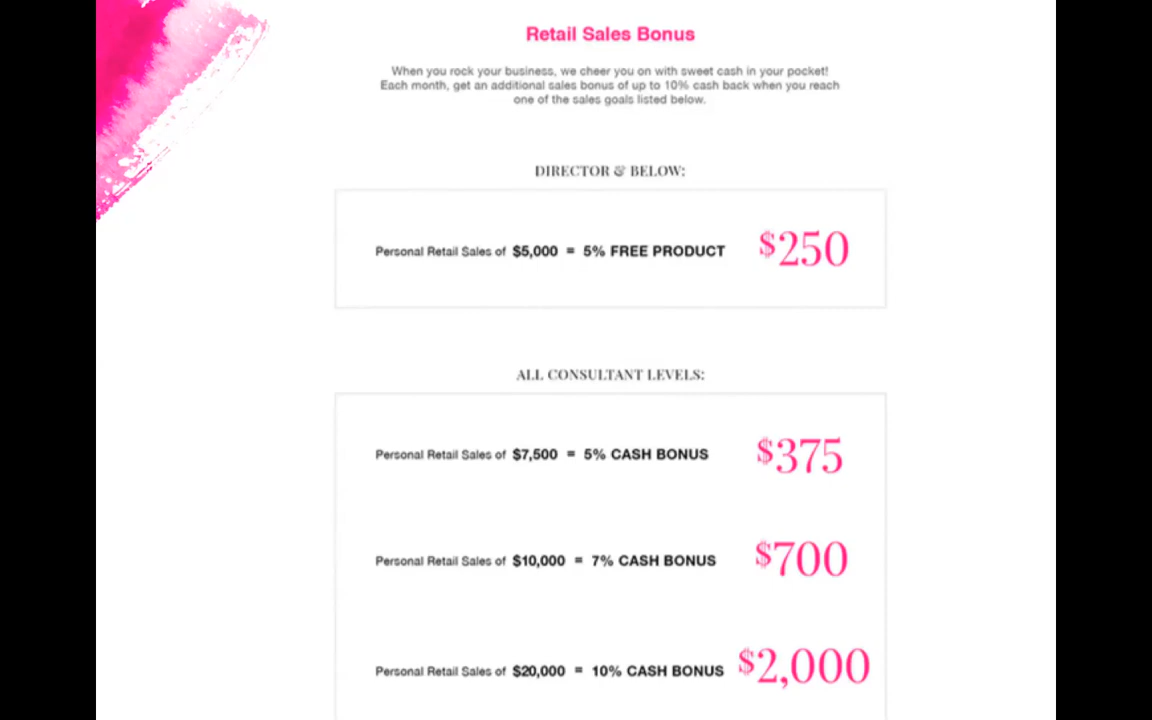 Retail Sales Bonus
When you rock your business, we cheer you on with sweet cash in your pocket!
Each month, get an additional sales bonus of up to 10% cash back when you reach
one of the sales goals listed below.
DIRECTOR & BELOW:
Personal Retail Sales of $5,000 = 5% FREE PRODUCT $250
ALL CONSULTANT LEVELS:
Personal Retail Sales of $7,500 = 5% CASH BONUS $375
Personal Retail Sales of $10,000 = 7% CASH BONUS $700
Personal Retail Sales of $20,000 = 10% CASH BONUS $2,000